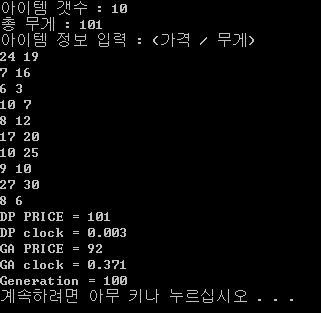 아이템 갯수 : 10
총 무게 : 101
아이템 정보 입력 : (가격 / 무게)
24 19
7 16
6 3
10 7
8 12
17 20
10 25
9 10
27 30
8 6
DP PRICE = 101
DP clock = 0.003
GA PRICE = 92
GA clock = 0.371
Generation = 100
계속하려면 아무 키나 누르십시오 . . .